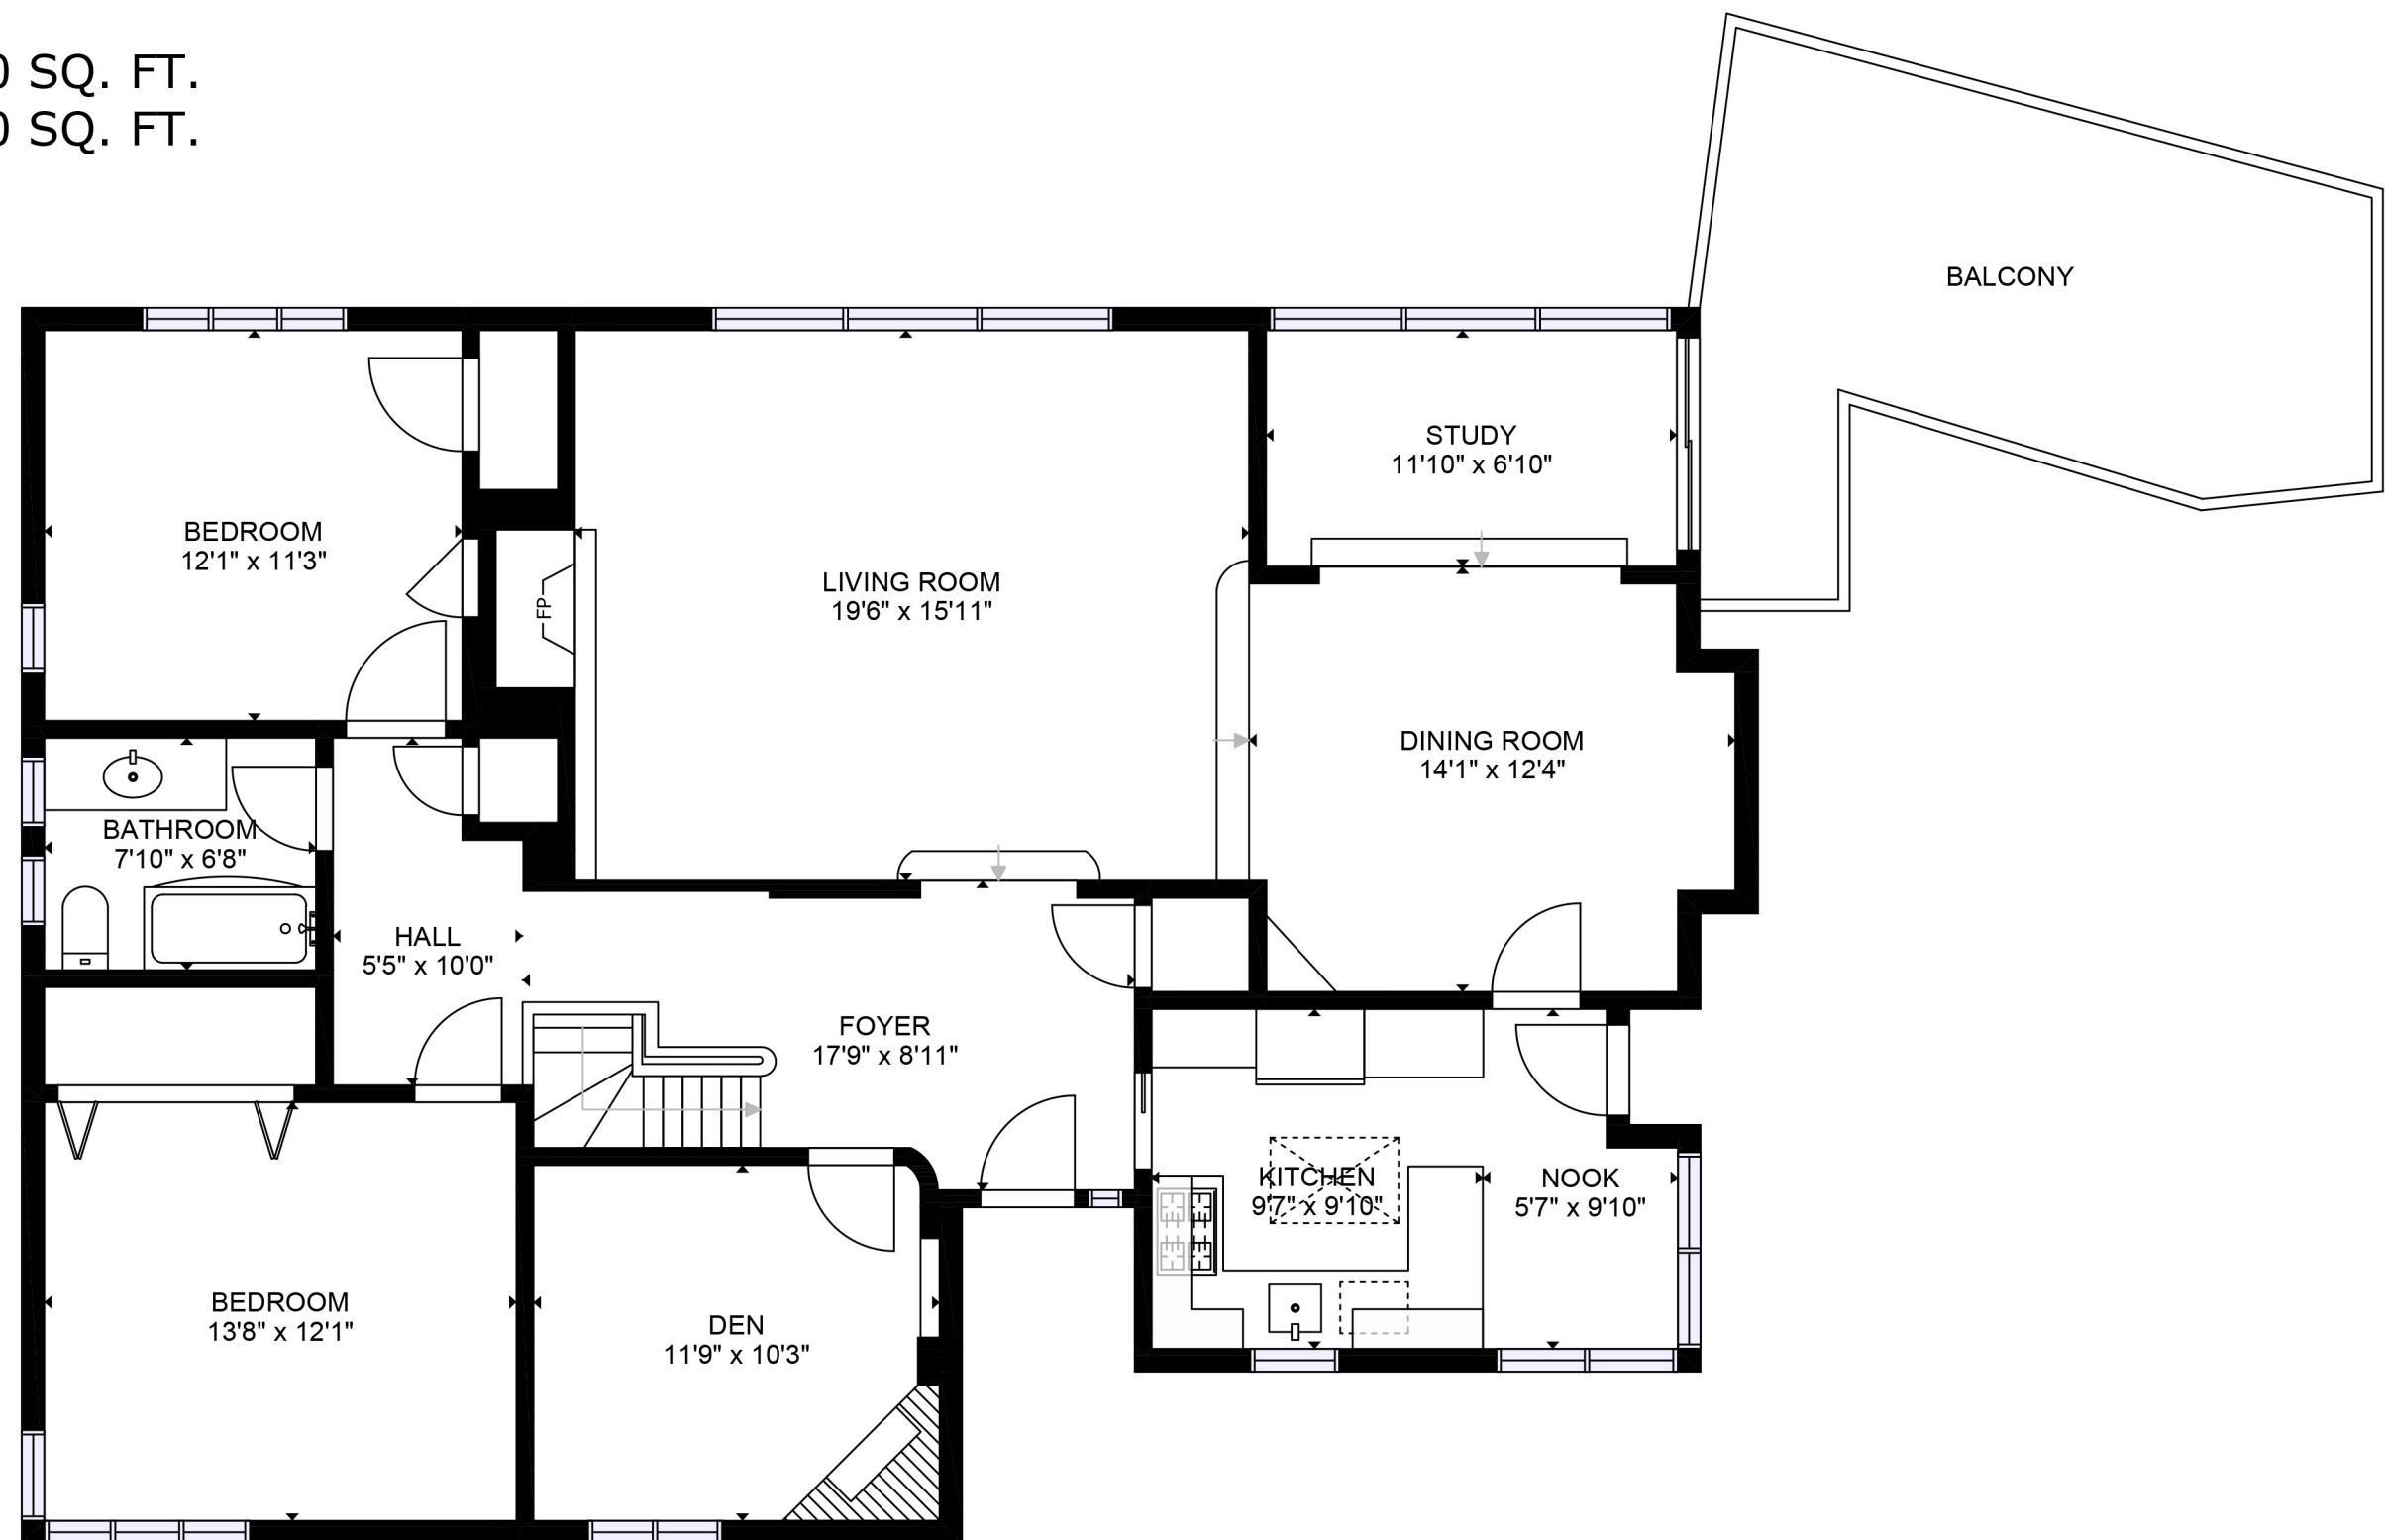 0 SQ. FT.
0 SQ. FT.
BALCONY
STUDY
11'10" x 6'10"
BEDROOM
12'1" x 11'3"
FP
LIVING ROOM
19'6" x 15'11"
DINING ROOM
14'1" x 12'4"
BATHROOM
7'10" x 6'8"
HALL
5'5" x 10'0"
FOYER
17'9" x 8'11"
KITCHEN
9'7" x 9'10"
NOOK
5'7" x 9'10"
BEDROOM
13'8" x 12'1"
DEN
11'9" x 10'3"